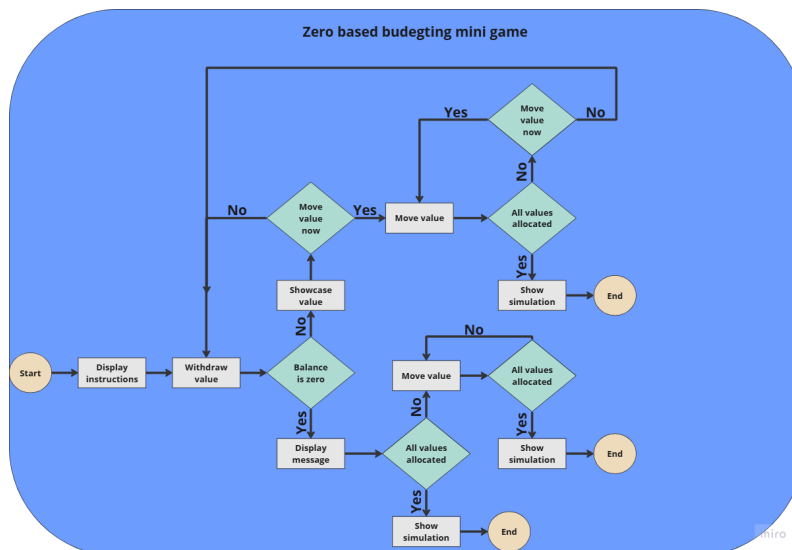 Zero based budegting mini game
Move
value
now
Yes
No
No
Move
value
now
Yes
Move value
All values
allocated
No
Yes
Showcase
value
Show
simulation
End
No
No
Start
Display
instructions
Withdraw
value
Balance
is zero
Move value
All values
allocated
Yes
No
Yes
Display
message
All values
allocated
Show
simulation
End
Yes
Show
simulation
End
miro